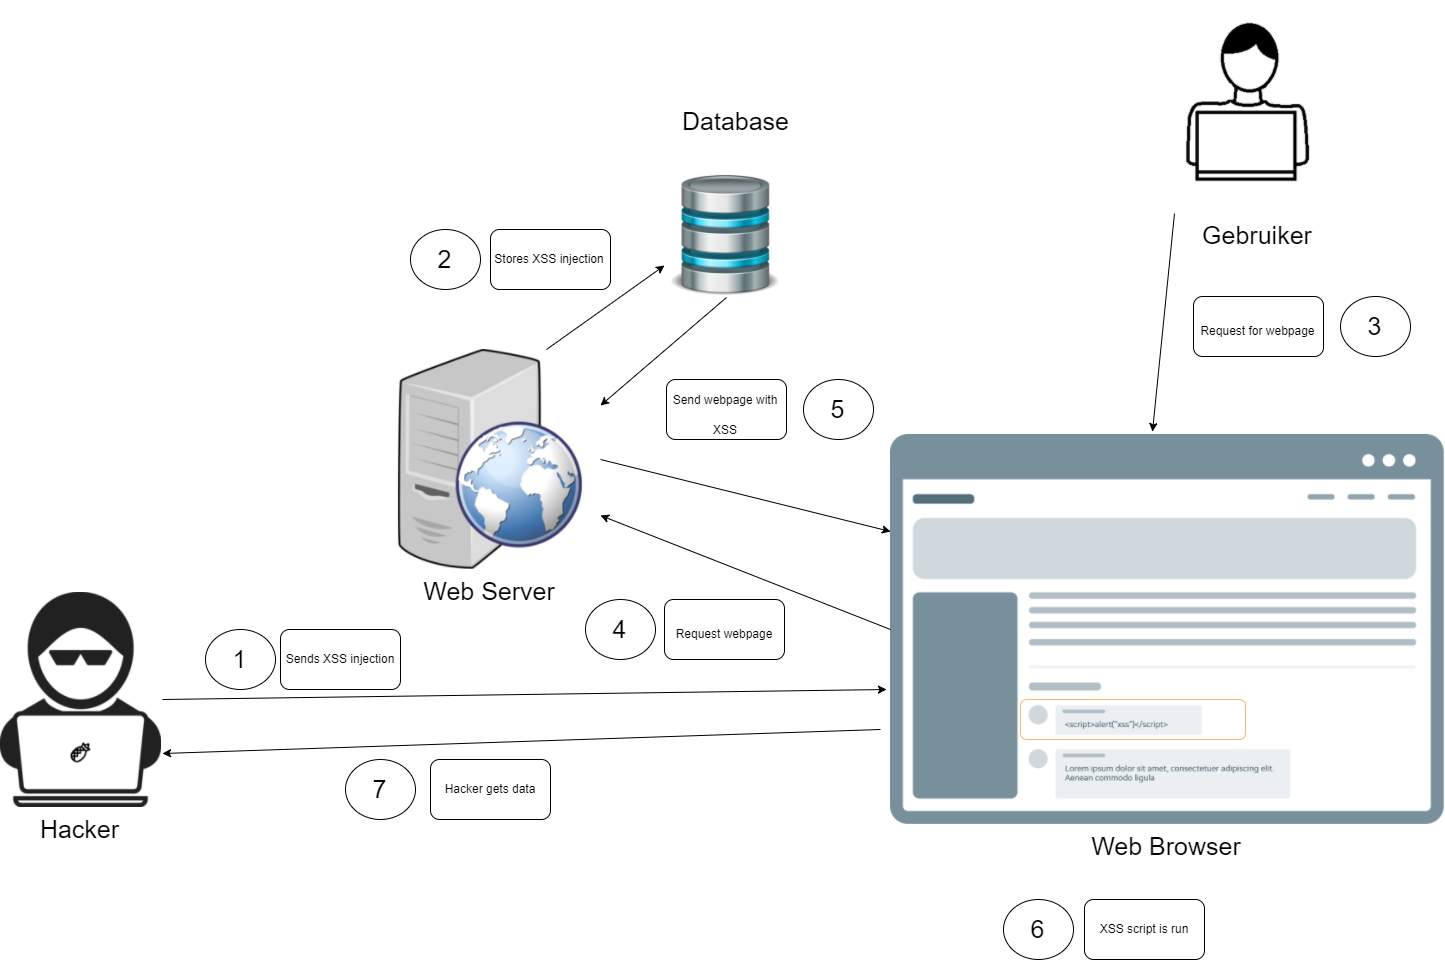 Database
Gebruiker
2
Stores XSS injection
Request for webpage
3
Send webpage with
XSS
5
Web Server
4
Request webpage
1
Sends XSS injection
<script>alert("xss")</script>
Lorem ipsum dolor sit amet, consectetuer adipiscing elit.
Aenean commodo ligula
7
Hacker gets data
Hacker
Web Browser
6
XSS script is run